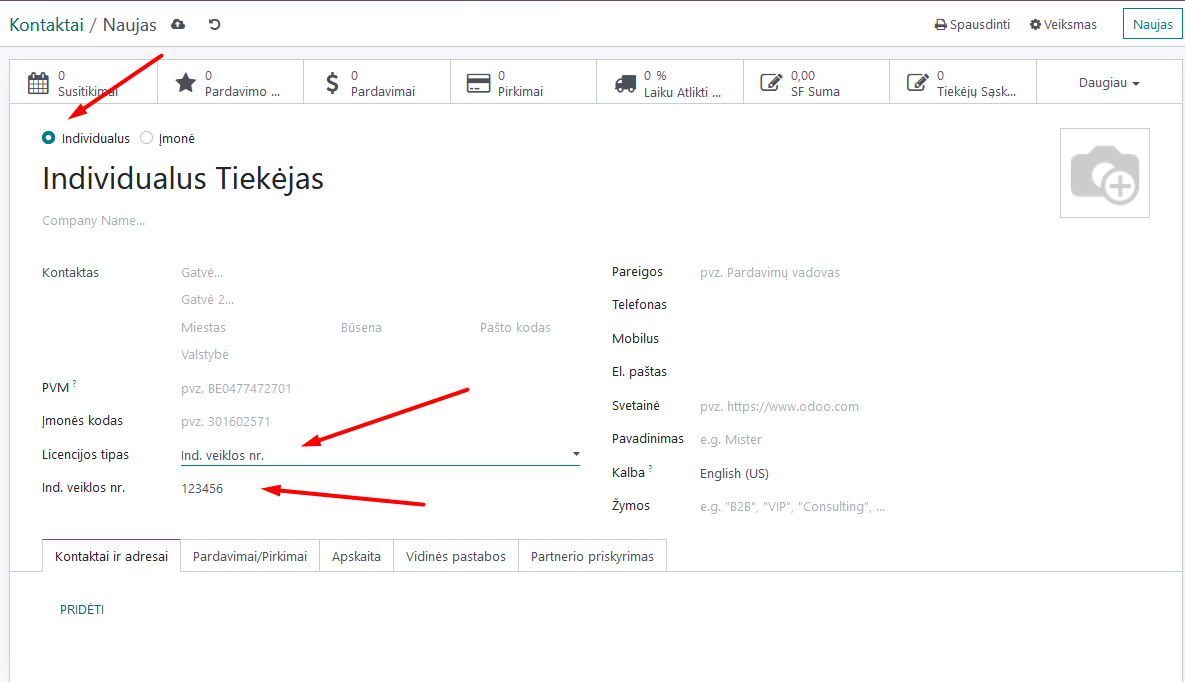 Kontaktai / Naujas
Spausdinti
Veiksmas
Naujas
0
Susitikimai
0
Pardavimo ...
0
Pardavimai
0
Pirkimai
0 %
Laiku Atlikti ...
0,00
SF Suma
0
Tiekėjų Sąsk...
Daugiau
Individualus
Įmonė
Individualus Tiekėjas
Company Name...
Kontaktas
Gatvė...
Gatvė 2...
Miestas Būsena Pašto kodas
Valstybė
PVM ? pvz. BE0477472701
Įmonės kodas pvz. 301602571
Licencijos tipas Ind. veiklos nr.
Ind. veiklos nr. 123456
Pareigos pvz. Pardavimų vadovas
Telefonas
Mobilus
El. paštas
Svetainė pvz. https://www.odoo.com
Pavadinimas e.g. Mister
Kalba ? English (US)
Žymos e.g. "B2B", "VIP", "Consulting", ...
Kontaktai ir adresai Pardavimai/Pirkimai Apskaita Vidinės pastabos Partnerio priskyrimas
PRIDĖTI